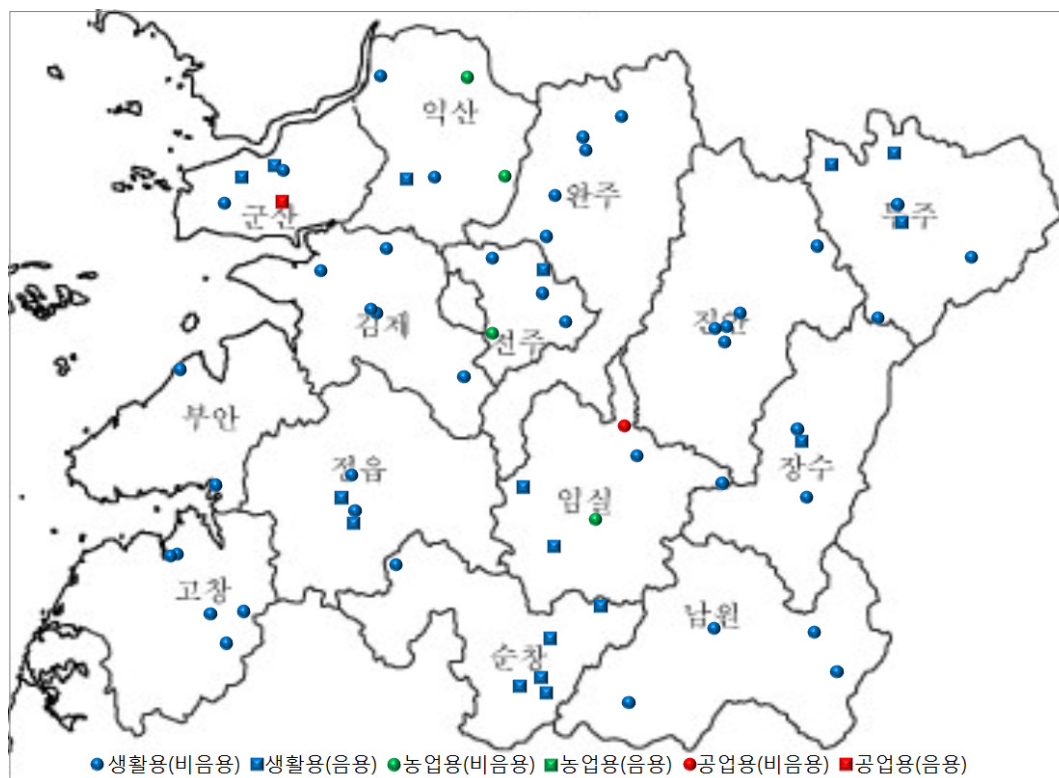 익산
완주
무주
군산
김제
전주
진안
부안
정읍
임실
장수
고창
남원
순창
생활용(비음용) 생활용(음용) 농업용(비음용) 농업용(음용) 공업용(비음용) 공업용(음용)